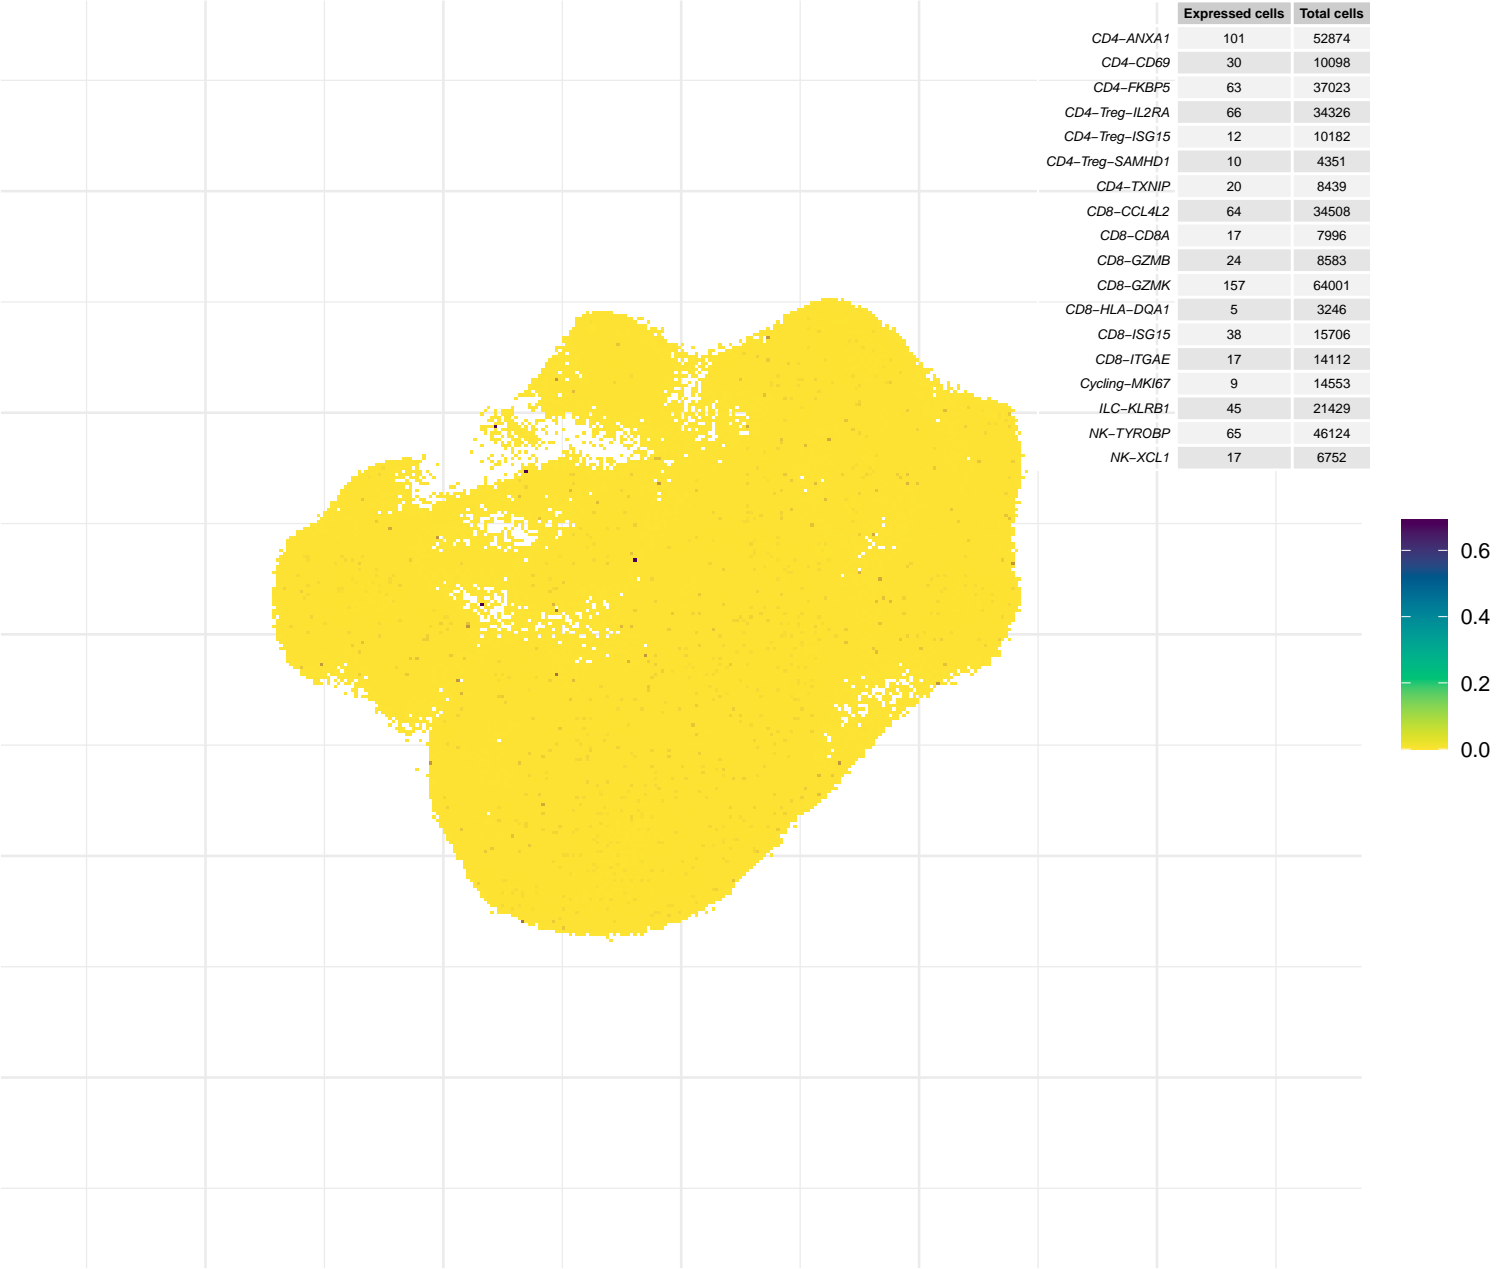 Expressed cells Total cells
CD4−ANXA1 101 52874
CD4−CD69 30 10098
CD4−FKBP5 63 37023
CD4−Treg−IL2RA 66 34326
CD4−Treg−ISG15 12 10182
CD4−Treg−SAMHD1 10 4351
CD4−TXNIP 20 8439
CD8−CCL4L2 64 34508
CD8−CD8A 17 7996
CD8−GZMB 24 8583
CD8−GZMK 157 64001
CD8−HLA−DQA1 5 3246
CD8−ISG15 38 15706
CD8−ITGAE 17 14112
Cycling−MKI67 9 14553
ILC−KLRB1 45 21429
NK−TYROBP 65 46124
NK−XCL1 17 6752
0.6
0.4
0.2
0.0